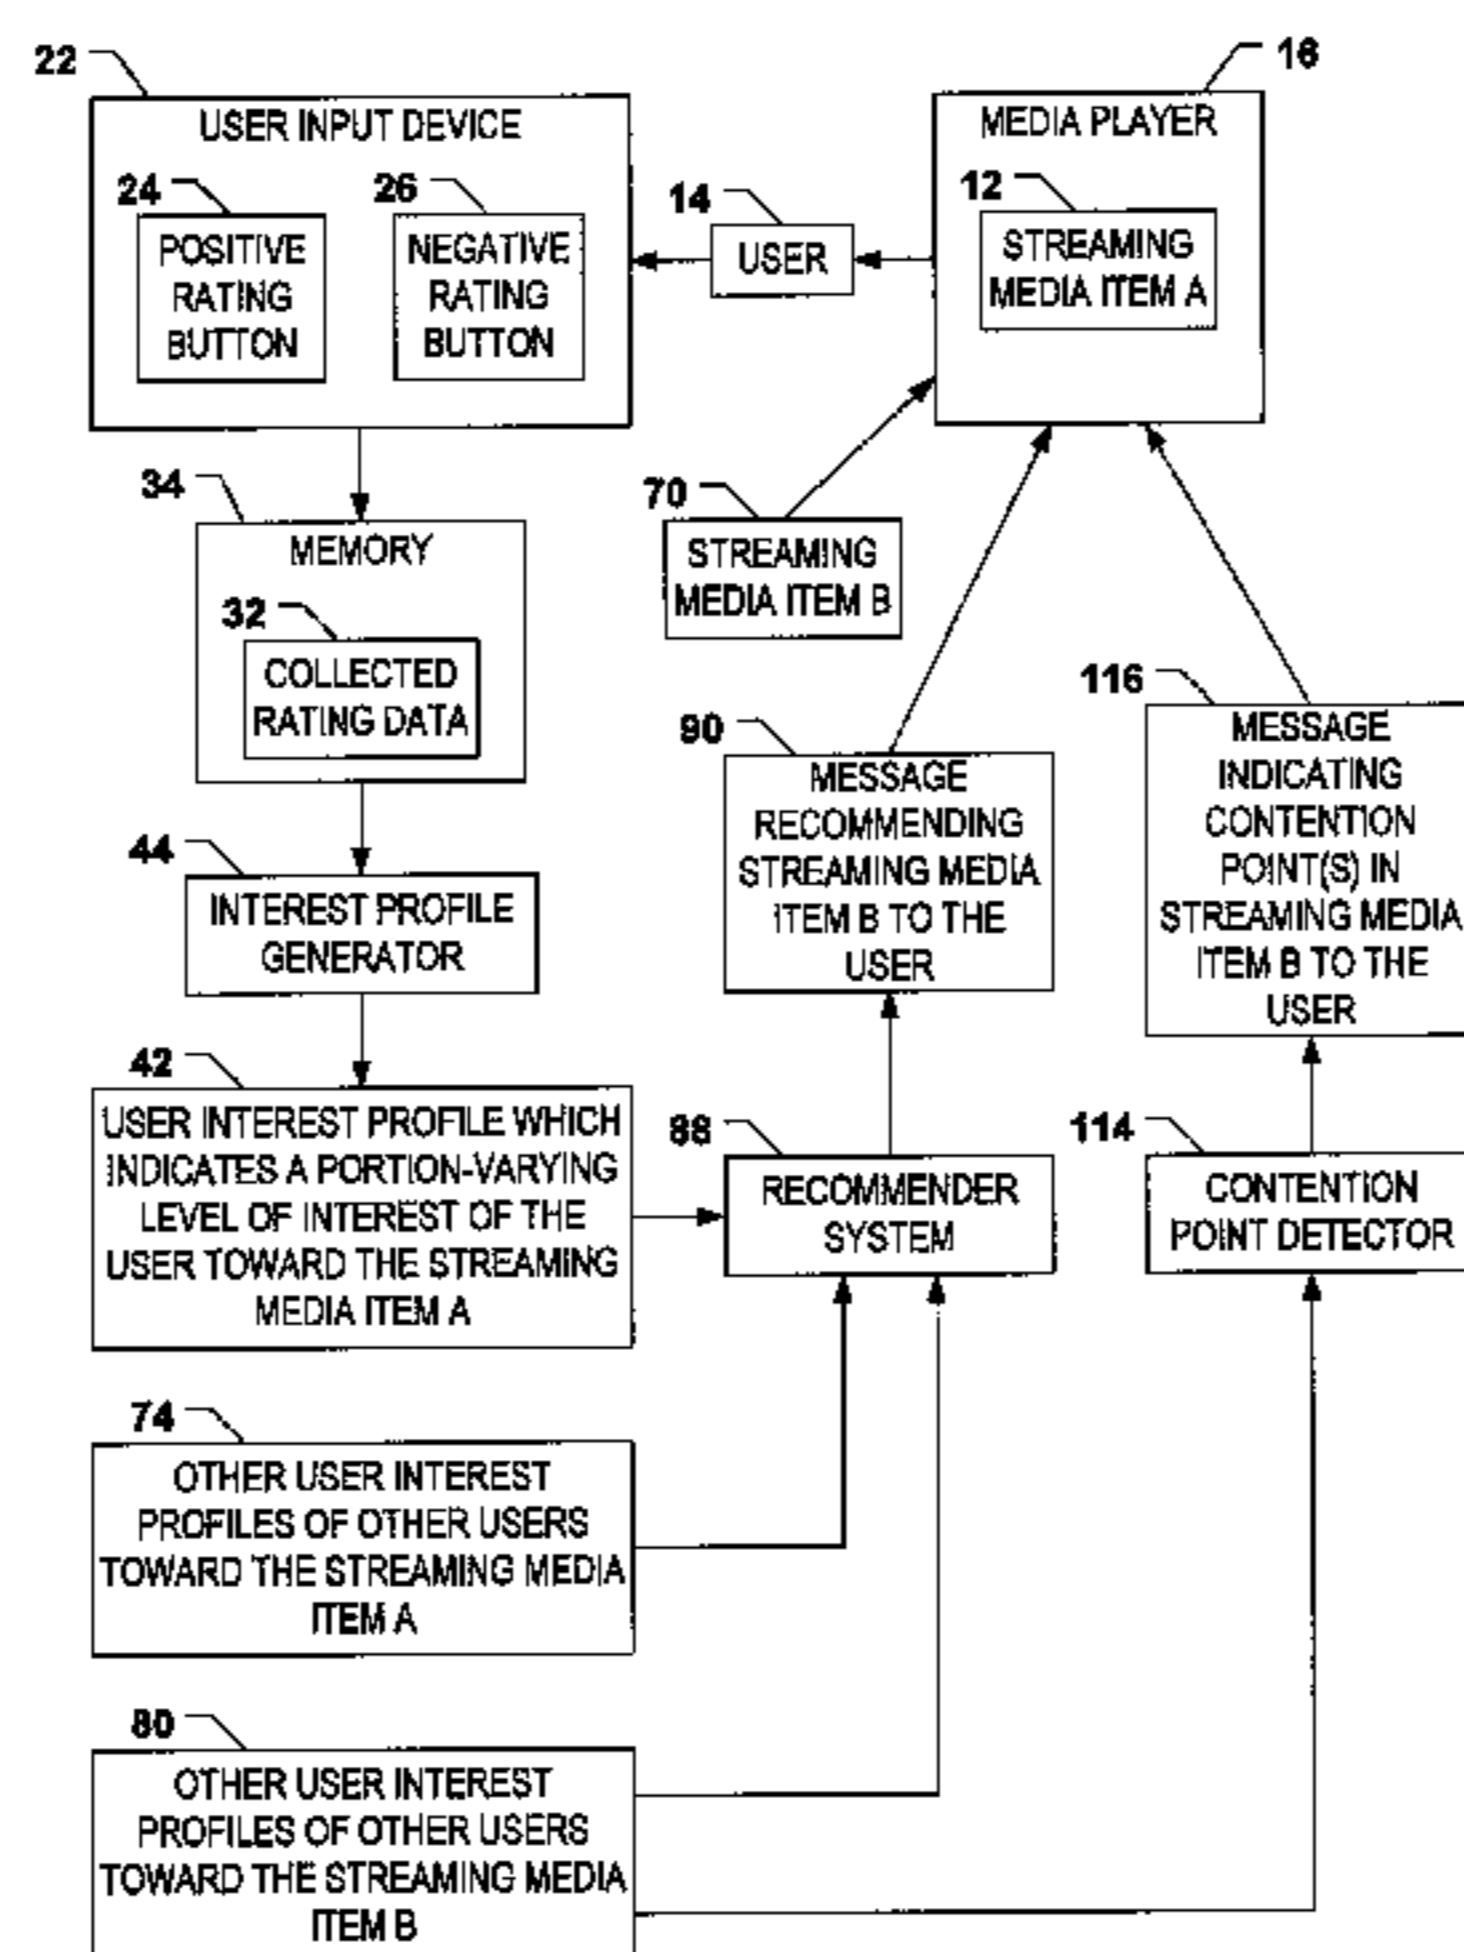 22
USER INPUT DEVICE
24
POSITIVE
RATING
BUTTON
26
NEGATIVE
RATING
BUTTON
14
USER
16
MEDIA PLAYER
12
STREAMING
MEDIA ITEM A
34
MEMORY
32
COLLECTED
RATING DATA
70
STREAMING
MEDIA ITEM B
44
INTEREST PROFILE
GENERATOR
90
MESSAGE
RECOMMENDING
STREAMING MEDIA
ITEM B TO THE
USER
116
MESSAGE
INDICATING
CONTENTION
POINT(S) IN
STREAMING MEDIA
ITEM B TO THE
USER
42
USER INTEREST PROFILE WHICH
INDICATES A PORTION-VARYING
LEVEL OF INTEREST OF THE
USER TOWARD THE STREAMING
MEDIA ITEM A
88
RECOMMENDER
SYSTEM
114
CONTENTION
POINT DETECTOR
74
OTHER USER INTEREST
PROFILES OF OTHER USERS
TOWARD THE STREAMING MEDIA
ITEM A
80
OTHER USER INTEREST
PROFILES OF OTHER USERS
TOWARD THE STREAMING MEDIA
ITEM B